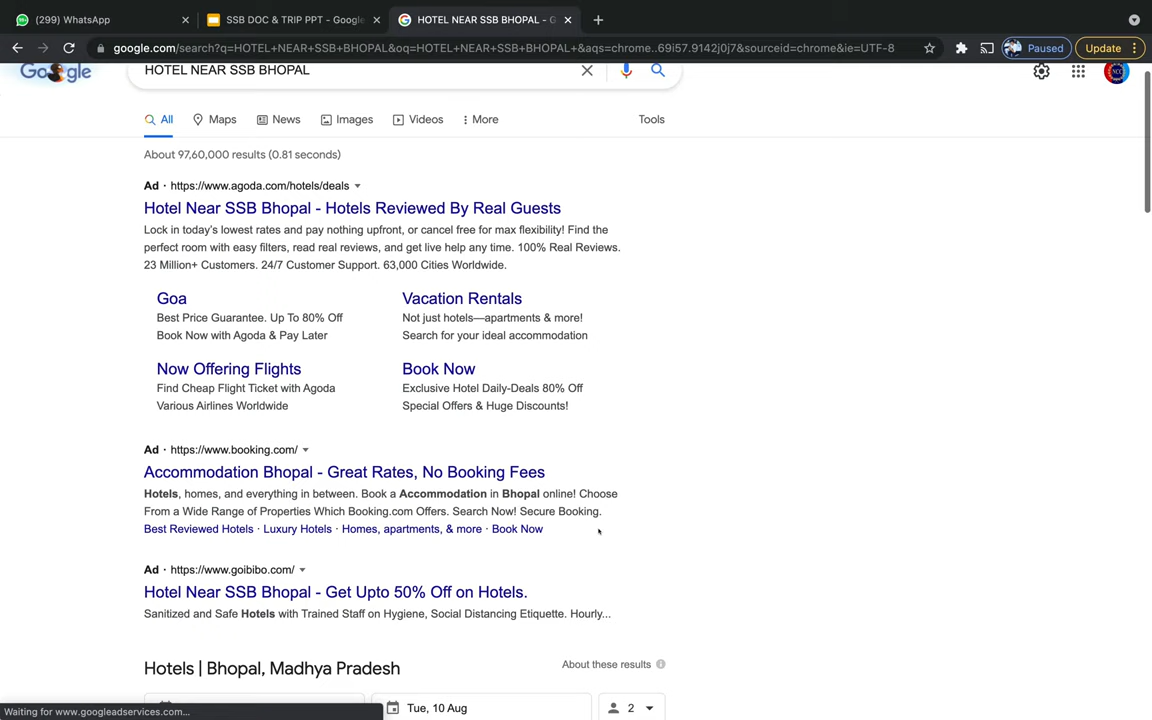 (299) WhatsApp
SSB DOC & TRIP PPT - Google
HOTEL NEAR SSB BHOPAL - G
google.com/search?q=HOTEL+NEAR+SSB+BHOPAL&oq=HOTEL+NEAR+SSB+BHOPAL+&aqs=chrome..69i57.9142j0j7&sourceid=chrome&ie=UTF-8
Paused
Update
Google
HOTEL NEAR SSB BHOPAL
NCC
All
Maps
News
Images
Videos
More
Tools
About 97,60,000 results (0.81 seconds)
Ad · https://www.agoda.com/hotels/deals
Hotel Near SSB Bhopal - Hotels Reviewed By Real Guests
Lock in today's lowest rates and pay nothing upfront, or cancel free for max flexibility! Find the
perfect room with easy filters, read real reviews, and get live help any time. 100% Real Reviews.
23 Million+ Customers. 24/7 Customer Support. 63,000 Cities Worldwide.
Goa
Best Price Guarantee. Up To 80% Off
Book Now with Agoda & Pay Later
Vacation Rentals
Not just hotels—apartments & more!
Search for your ideal accommodation
Now Offering Flights
Find Cheap Flight Ticket with Agoda
Various Airlines Worldwide
Book Now
Exclusive Hotel Daily-Deals 80% Off
Special Offers & Huge Discounts!
Ad · https://www.booking.com/
Accommodation Bhopal - Great Rates, No Booking Fees
Hotels, homes, and everything in between. Book a Accommodation in Bhopal online! Choose
From a Wide Range of Properties Which Booking.com Offers. Search Now! Secure Booking.
Best Reviewed Hotels · Luxury Hotels · Homes, apartments, & more · Book Now
Ad · https://www.goibibo.com/
Hotel Near SSB Bhopal - Get Upto 50% Off on Hotels.
Sanitized and Safe Hotels with Trained Staff on Hygiene, Social Distancing Etiquette. Hourly...
Hotels | Bhopal, Madhya Pradesh
About these results
Tue, 10 Aug
2
Waiting for www.googleadservices.com...